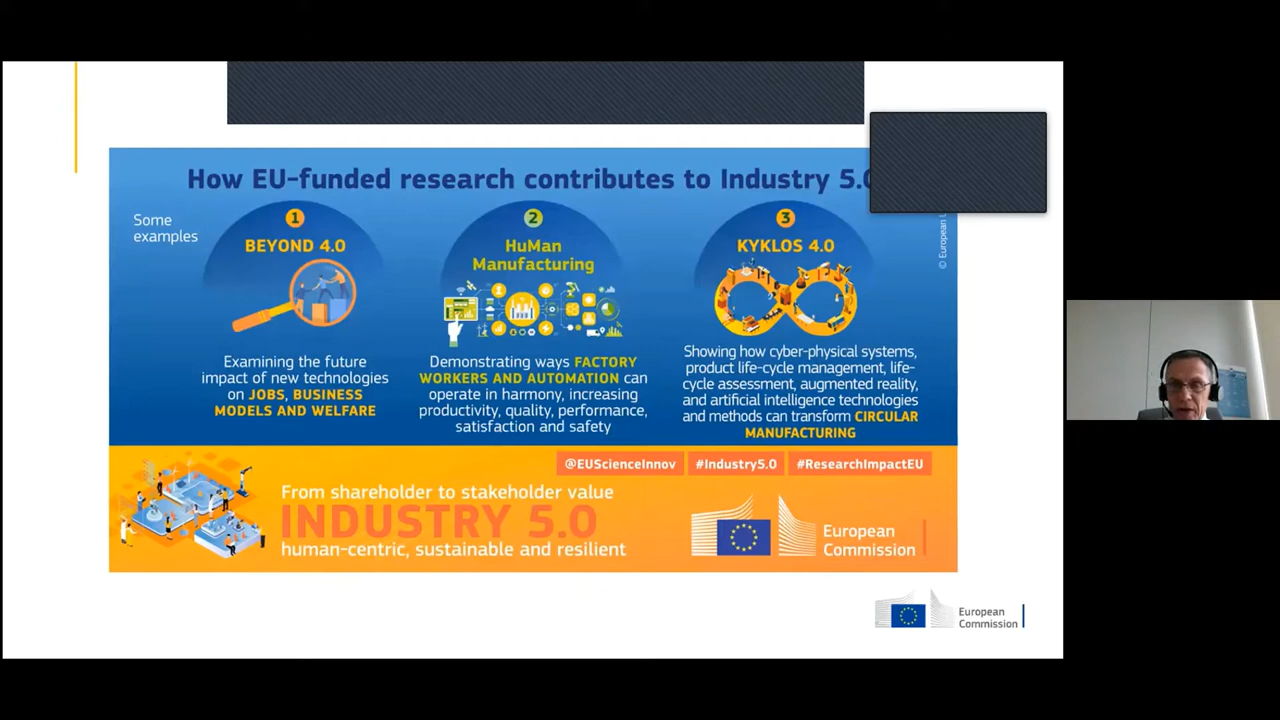 How EU-funded research contributes to Industry 5.0
Some
examples
© European
1
BEYOND 4.0
Examining the future
impact of new technologies
on JOBS, BUSINESS
MODELS AND WELFARE
2
HuMan
Manufacturing
Demonstrating ways FACTORY
WORKERS AND AUTOMATION can
operate in harmony, increasing
productivity, quality, performance,
satisfaction and safety
3
KYKLOS 4.0
Showing how cyber-physical systems,
product life-cycle management, life-
cycle assessment, augmented reality,
and artificial intelligence technologies
and methods can transform CIRCULAR
MANUFACTURING
@EUScienceInnov #Industry5.0 #ResearchImpactEU
From shareholder to stakeholder value
INDUSTRY 5.0
human-centric, sustainable and resilient
European
Commission
European
Commission